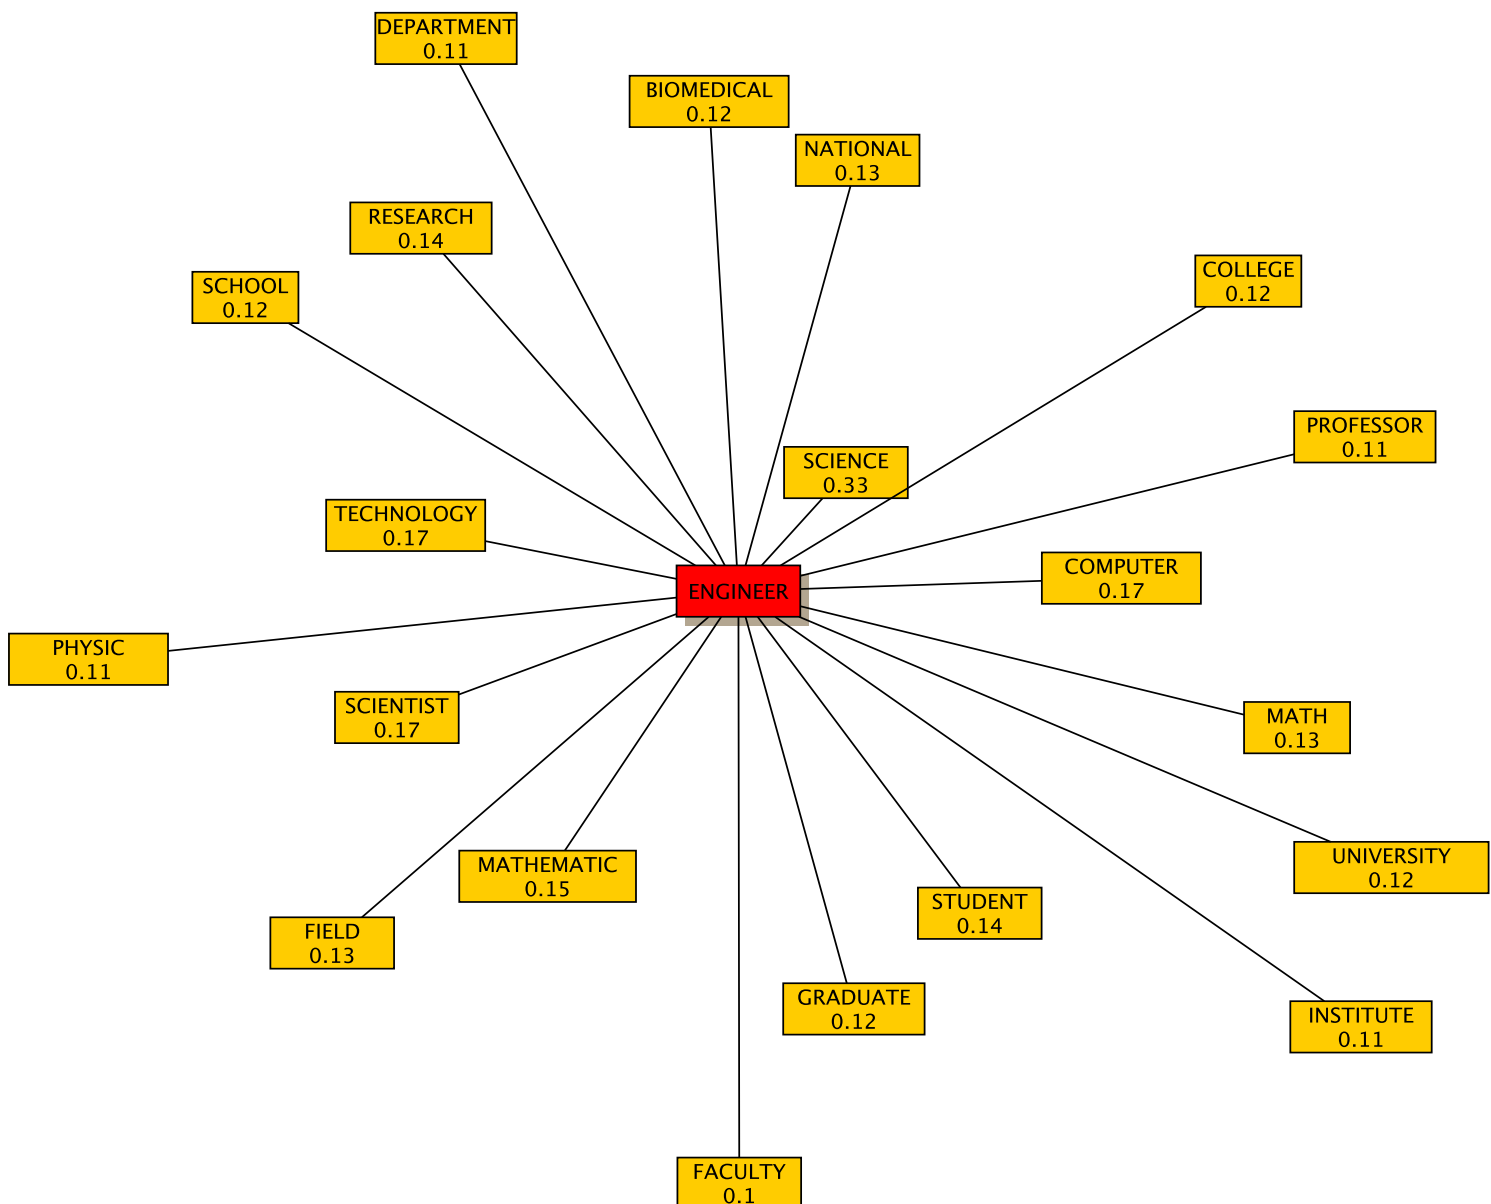 DEPARTMENT
0.11
BIOMEDICAL
0.12
NATIONAL
0.13
RESEARCH
0.14
SCHOOL
0.12
COLLEGE
0.12
PROFESSOR
0.11
SCIENCE
0.33
TECHNOLOGY
0.17
COMPUTER
0.17
ENGINEER
PHYSIC
0.11
SCIENTIST
0.17
MATH
0.13
MATHEMATIC
0.15
UNIVERSITY
0.12
STUDENT
0.14
FIELD
0.13
GRADUATE
0.12
INSTITUTE
0.11
FACULTY
0.1